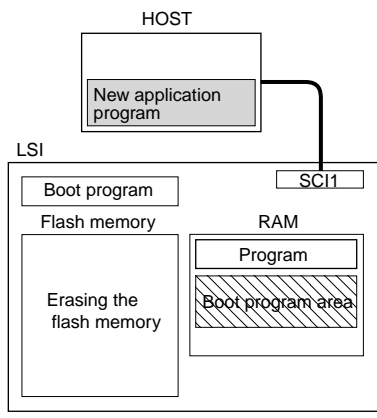 HOST
New application
program
LSI
SCI1
Boot program
Flash memory
RAM
Program
Boot program area
Erasing the
flash memory